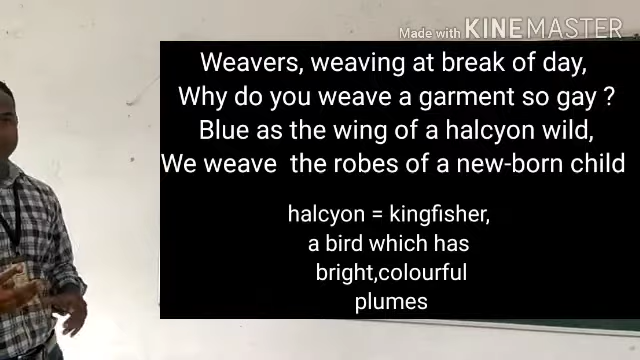 Made with KINEMASTER
Weavers, weaving at break of day,
Why do you weave a garment so gay ?
Blue as the wing of a halcyon wild,
We weave  the robes of a new-born child
halcyon = kingfisher,
a bird which has
bright,colourful
plumes